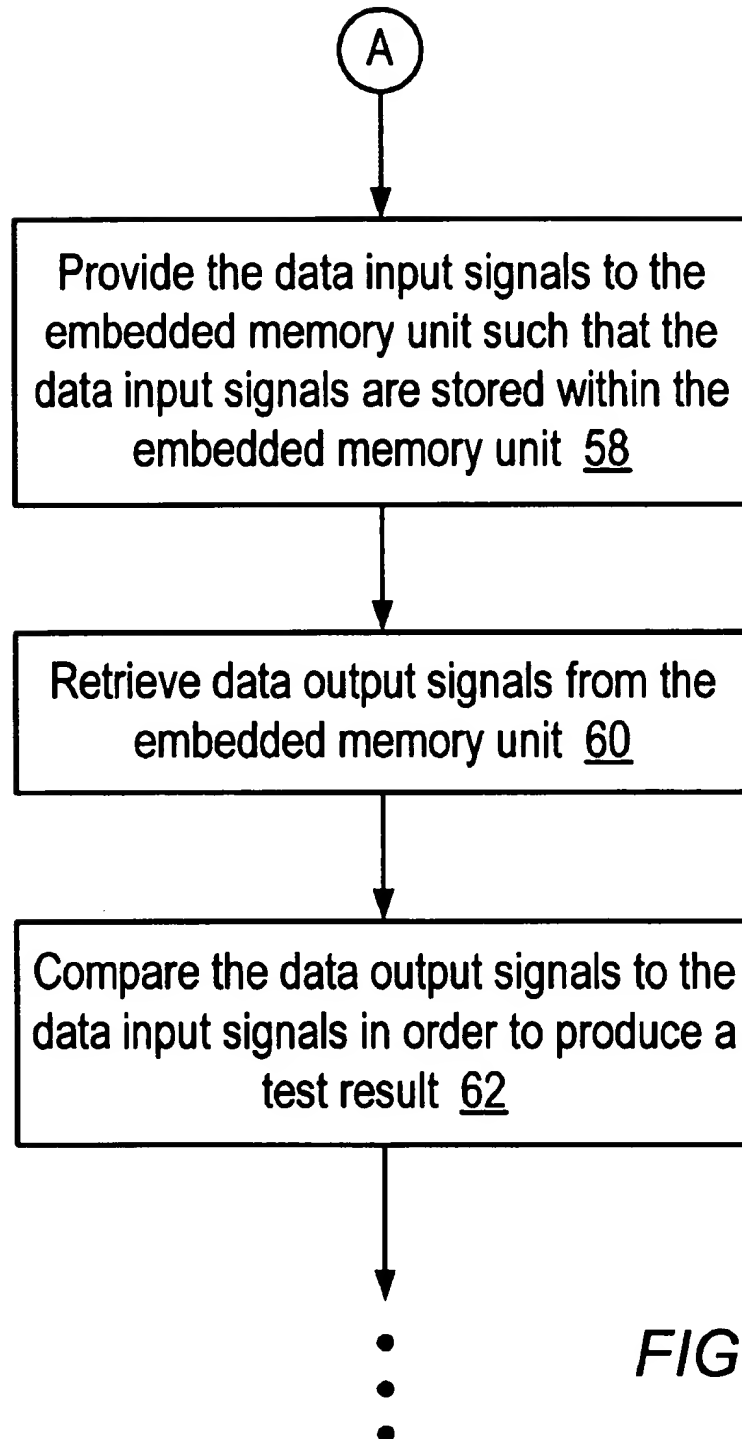 A
Provide the data input signals to the
embedded memory unit such that the
data input signals are stored within the
embedded memory unit 58
Retrieve data output signals from the
embedded memory unit 60
Compare the data output signals to the
data input signals in order to produce a
test result 62
FIG